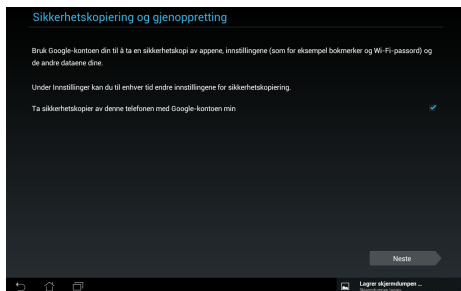 Sikkerhetskopiering og gjenoppretting
Bruk Google-kontoen din til å ta en sikkerhetskopi av appene, innstillingene (som for eksempel bokmerker og Wi-Fi-passord) og
de andre dataene dine.
Under Innstillinger kan du til enhver tid endre innstillingene for sikkerhetskopiering.
Ta sikkerhetskopier av denne telefonen med Google-kontoen min
Neste
Lagrer skjermdumpen ...